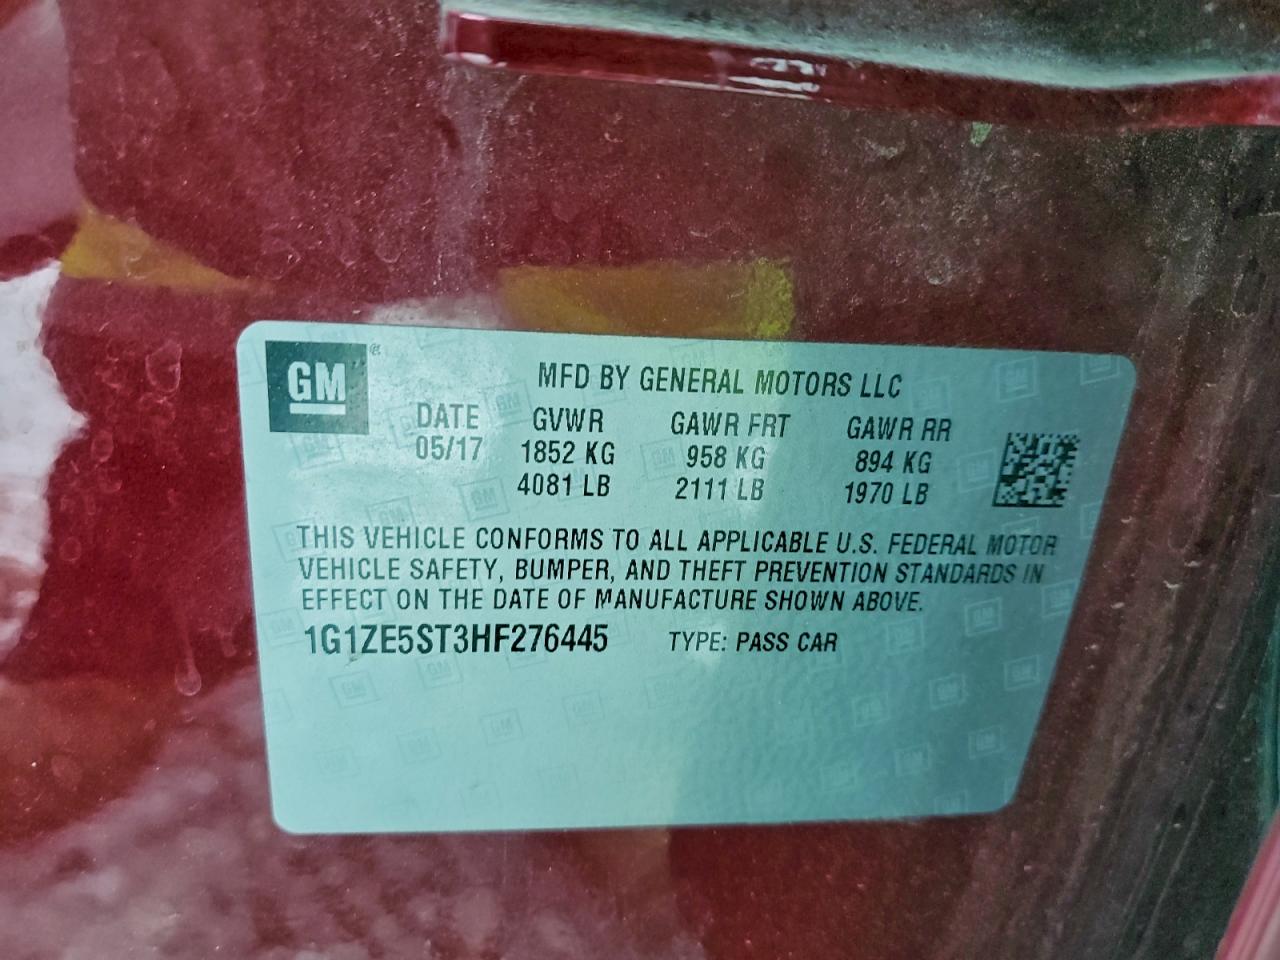 GM®
MFD BY GENERAL MOTORS LLC
DATE GVWR GAWR FRT GAWR RR
05/17 1852 KG 958 KG 894 KG
4081 LB 2111 LB 1970 LB
THIS VEHICLE CONFORMS TO ALL APPLICABLE U.S. FEDERAL MOTOR
VEHICLE SAFETY, BUMPER, AND THEFT PREVENTION STANDARDS IN
EFFECT ON THE DATE OF MANUFACTURE SHOWN ABOVE.
1G1ZE5ST3HF276445 TYPE: PASS CAR